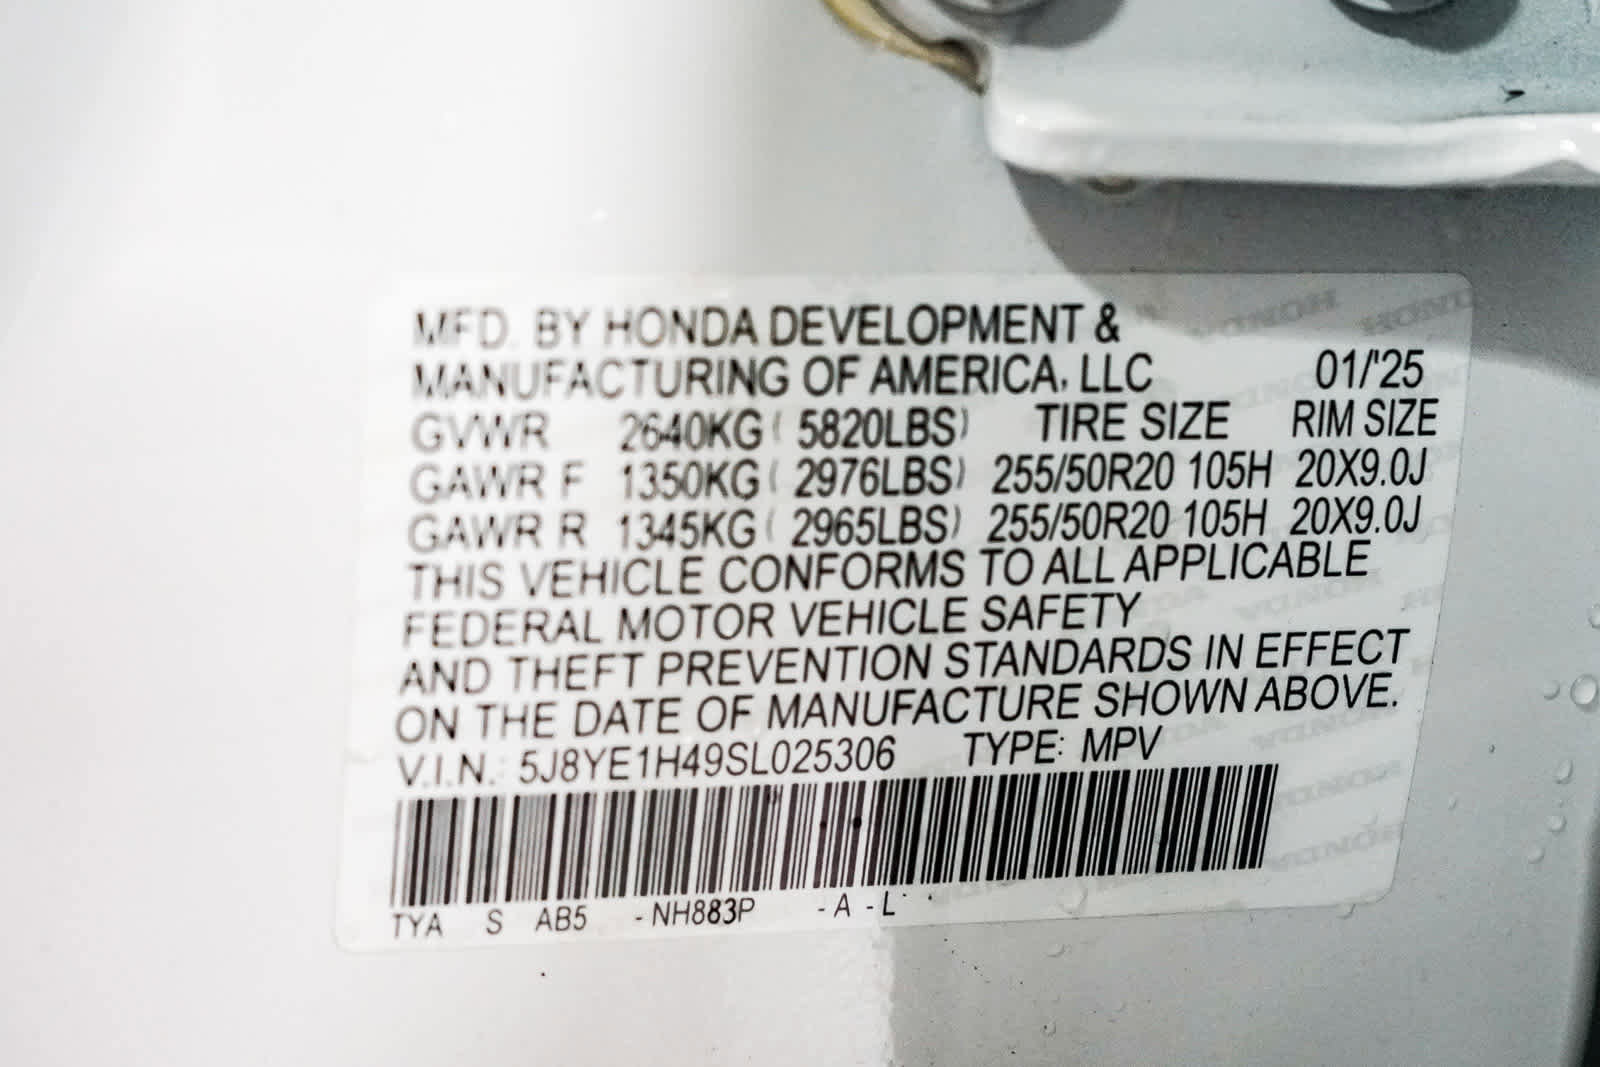 MFD. BY HONDA DEVELOPMENT &
MANUFACTURING OF AMERICA, LLC 01/'25
GVWR 2640KG ( 5820LBS) TIRE SIZE RIM SIZE
GAWR F 1350KG ( 2976LBS) 255/50R20 105H 20X9.0J
GAWR R 1345KG ( 2965LBS) 255/50R20 105H 20X9.0J
THIS VEHICLE CONFORMS TO ALL APPLICABLE
FEDERAL MOTOR VEHICLE SAFETY
AND THEFT PREVENTION STANDARDS IN EFFECT
ON THE DATE OF MANUFACTURE SHOWN ABOVE.
V.I.N. 5J8YE1H49SL025306 TYPE: MPV
TYA S AB5 -NH883P -A -L